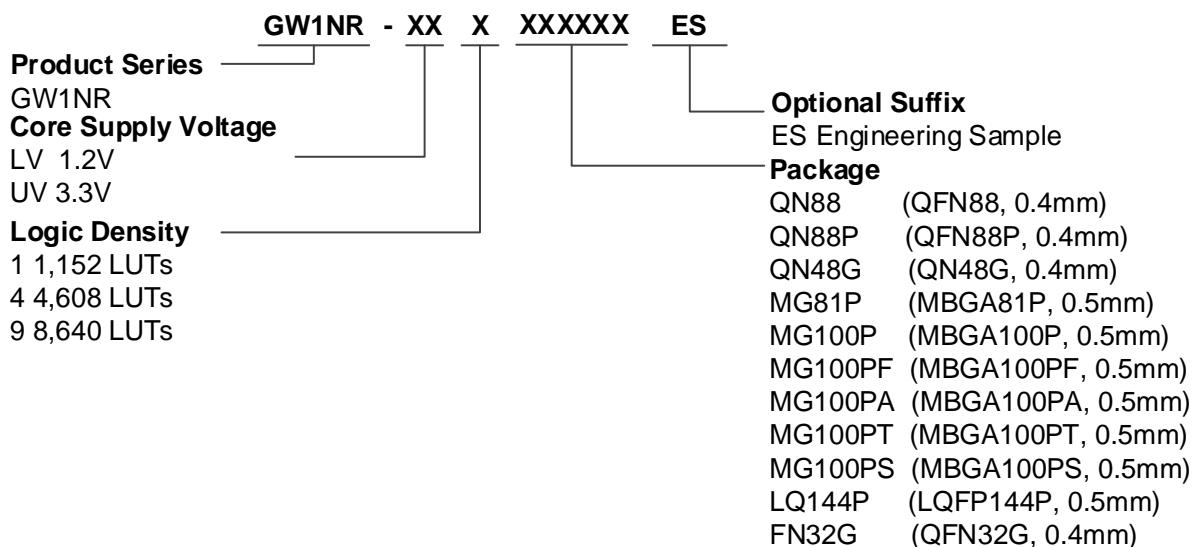 GW1NR - XX X XXXXXX ES
Product Series
GW1NR
Core Supply Voltage
LV 1.2V
UV 3.3V
Logic Density
1 1,152 LUTs
4 4,608 LUTs
9 8,640 LUTs
Optional Suffix
ES Engineering Sample
Package
QN88 (QFN88, 0.4mm)
QN88P (QFN88P, 0.4mm)
QN48G (QN48G, 0.4mm)
MG81P (MBGA81P, 0.5mm)
MG100P (MBGA100P, 0.5mm)
MG100PF (MBGA100PF, 0.5mm)
MG100PA (MBGA100PA, 0.5mm)
MG100PT (MBGA100PT, 0.5mm)
MG100PS (MBGA100PS, 0.5mm)
LQ144P (LQFP144P, 0.5mm)
FN32G (QFN32G, 0.4mm)